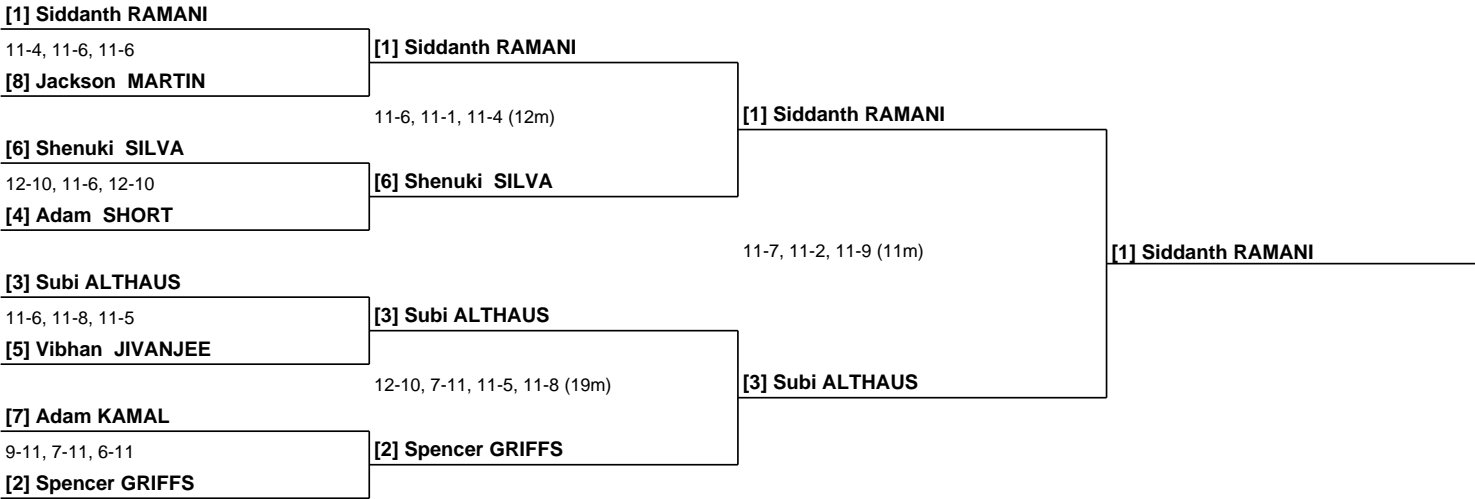 [1] Siddanth RAMANI
11-4, 11-6, 11-6
[8] Jackson  MARTIN
[6] Shenuki  SILVA
12-10, 11-6, 12-10
[4] Adam  SHORT
[3] Subi ALTHAUS
11-6, 11-8, 11-5
[5] Vibhan  JIVANJEE
[7] Adam KAMAL
9-11, 7-11, 6-11
[2] Spencer GRIFFS
[1] Siddanth RAMANI
11-6, 11-1, 11-4 (12m)
[6] Shenuki  SILVA
[3] Subi ALTHAUS
12-10, 7-11, 11-5, 11-8 (19m)
[2] Spencer GRIFFS
[1] Siddanth RAMANI
11-7, 11-2, 11-9 (11m)
[3] Subi ALTHAUS
[1] Siddanth RAMANI